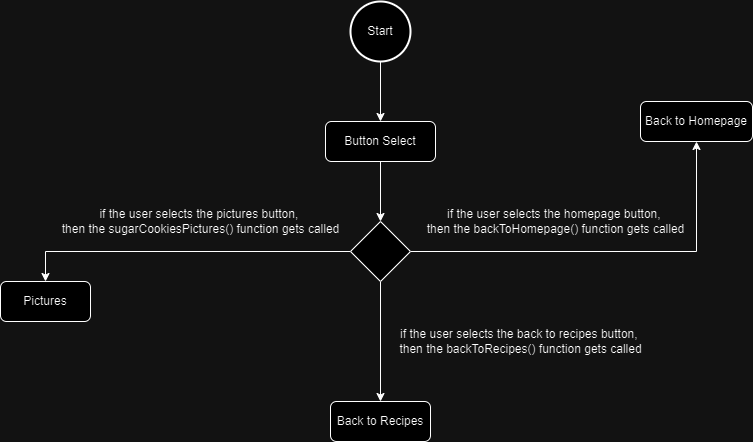 Start
Button Select
Back to Homepage
if the user selects the pictures button,
then the sugarCookiesPictures() function gets called
if the user selects the homepage button,
then the backToHomepage() function gets called
Pictures
if the user selects the back to recipes button,
then the backToRecipes() function gets called
Back to Recipes